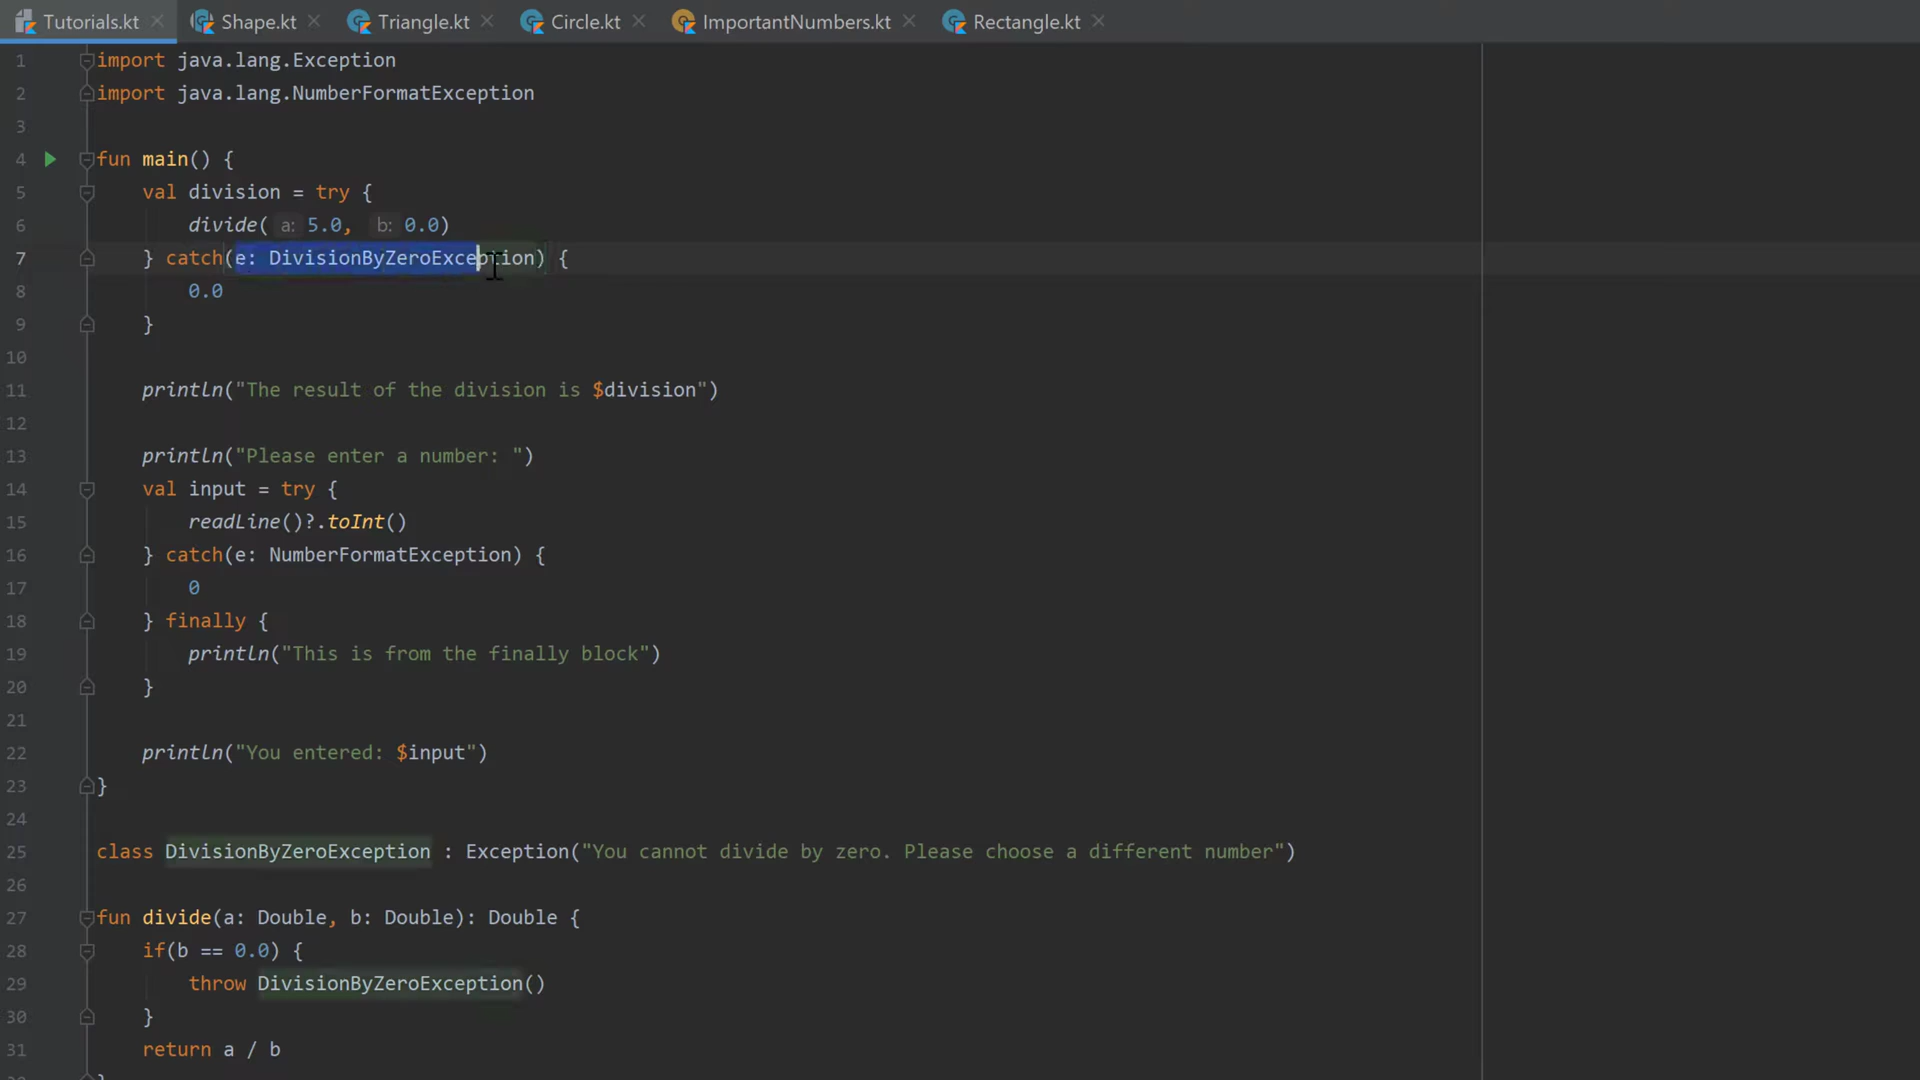 Tutorials.kt Shape.kt Triangle.kt Circle.kt ImportantNumbers.kt Rectangle.kt
1 import java.lang.Exception
2 import java.lang.NumberFormatException
3
4 fun main() {
5 val division = try {
6 divide( a: 5.0, b: 0.0)
7 } catch(e: DivisionByZeroException) {
8 0.0
9 }
10
11 println("The result of the division is $division")
12
13 println("Please enter a number: ")
14 val input = try {
15 readLine()?.toInt()
16 } catch(e: NumberFormatException) {
17 0
18 } finally {
19 println("This is from the finally block")
20 }
21
22 println("You entered: $input")
23 }
24
25 class DivisionByZeroException : Exception("You cannot divide by zero. Please choose a different number")
26
27 fun divide(a: Double, b: Double): Double {
28 if(b == 0.0) {
29 throw DivisionByZeroException()
30 }
31 return a / b